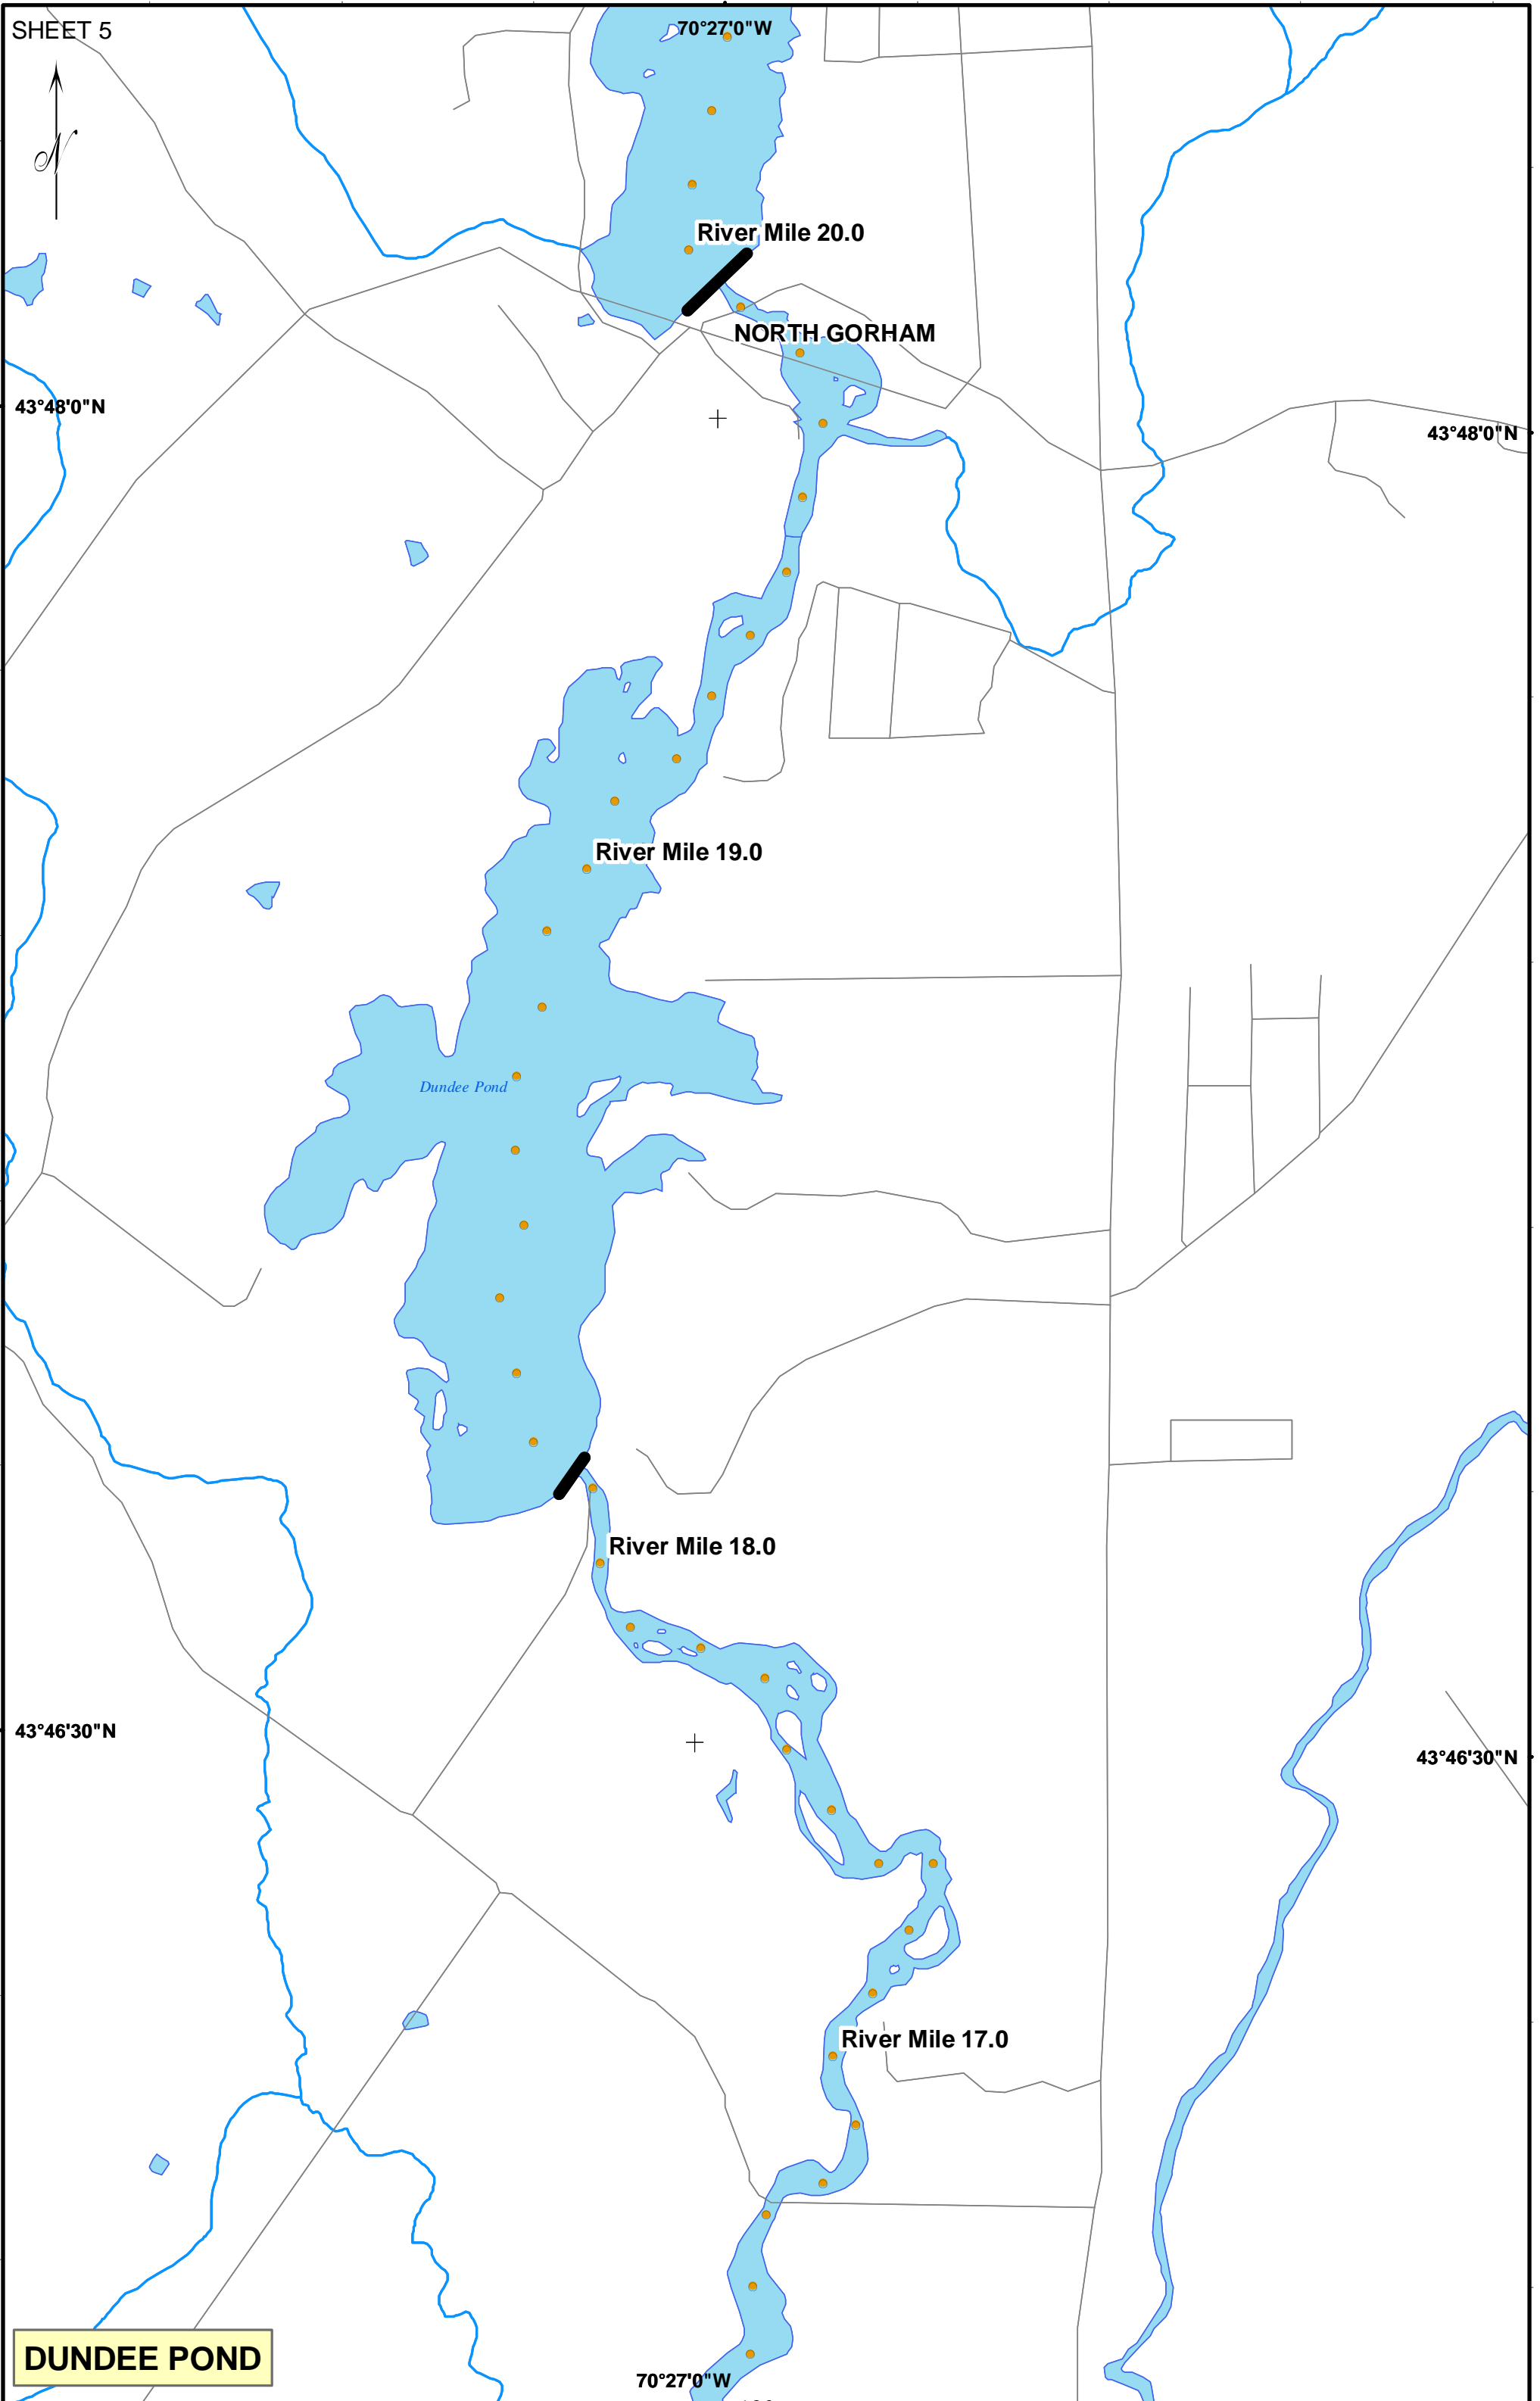 SHEET 5
70°27'0"W
N
River Mile 20.0
NORTH GORHAM
43°48'0"N
43°48'0"N
River Mile 19.0
Dundee Pond
River Mile 18.0
43°46'30"N
43°46'30"N
River Mile 17.0
DUNDEE POND
70°27'0"W